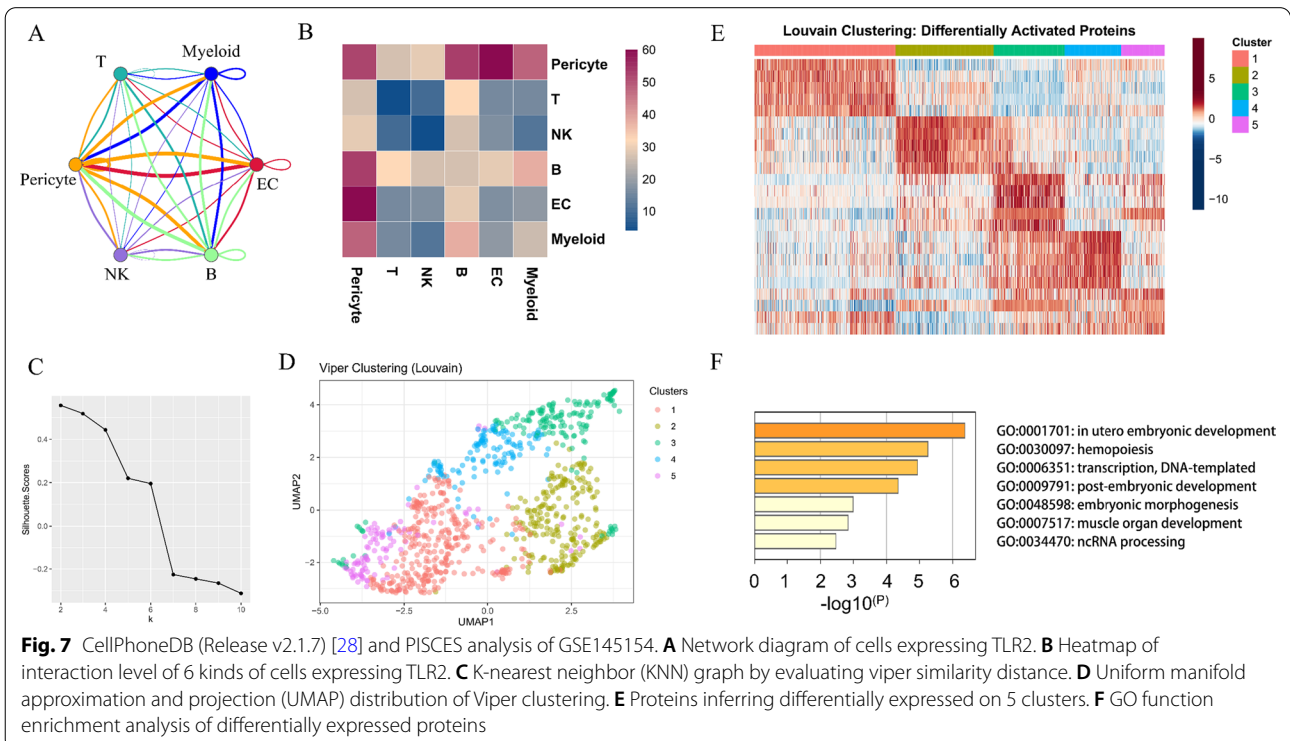 A
T
Myeloid
Pericyte
EC
NK
B
B
60
50
40
30
20
10
Pericyte
T
NK
B
EC
Myeloid
Pericyte
T
NK
B
EC
Myeloid
E
Louvain Clustering: Differentially Activated Proteins
5
0
−5
−10
Cluster
1
2
3
4
5
C
Silhouette.Scores
0.4
0.2
0.0
−0.2
2
4
6
8
10
k
D
Viper Clustering (Louvain)
UMAP2
4
2
0
−2
−5.0
−2.5
0.0
2.5
UMAP1
Clusters
1
2
3
4
5
F
GO:0001701: in utero embryonic development
GO:0030097: hemopoiesis
GO:0006351: transcription, DNA-templated
GO:0009791: post-embryonic development
GO:0048598: embryonic morphogenesis
GO:0007517: muscle organ development
GO:0034470: ncRNA processing
0 1 2 3 4 5 6
-log10(P)
Fig. 7 CellPhoneDB (Release v2.1.7) [28] and PISCES analysis of GSE145154. A Network diagram of cells expressing TLR2. B Heatmap of
interaction level of 6 kinds of cells expressing TLR2. C K-nearest neighbor (KNN) graph by evaluating viper similarity distance. D Uniform manifold
approximation and projection (UMAP) distribution of Viper clustering. E Proteins inferring differentially expressed on 5 clusters. F GO function
enrichment analysis of differentially expressed proteins